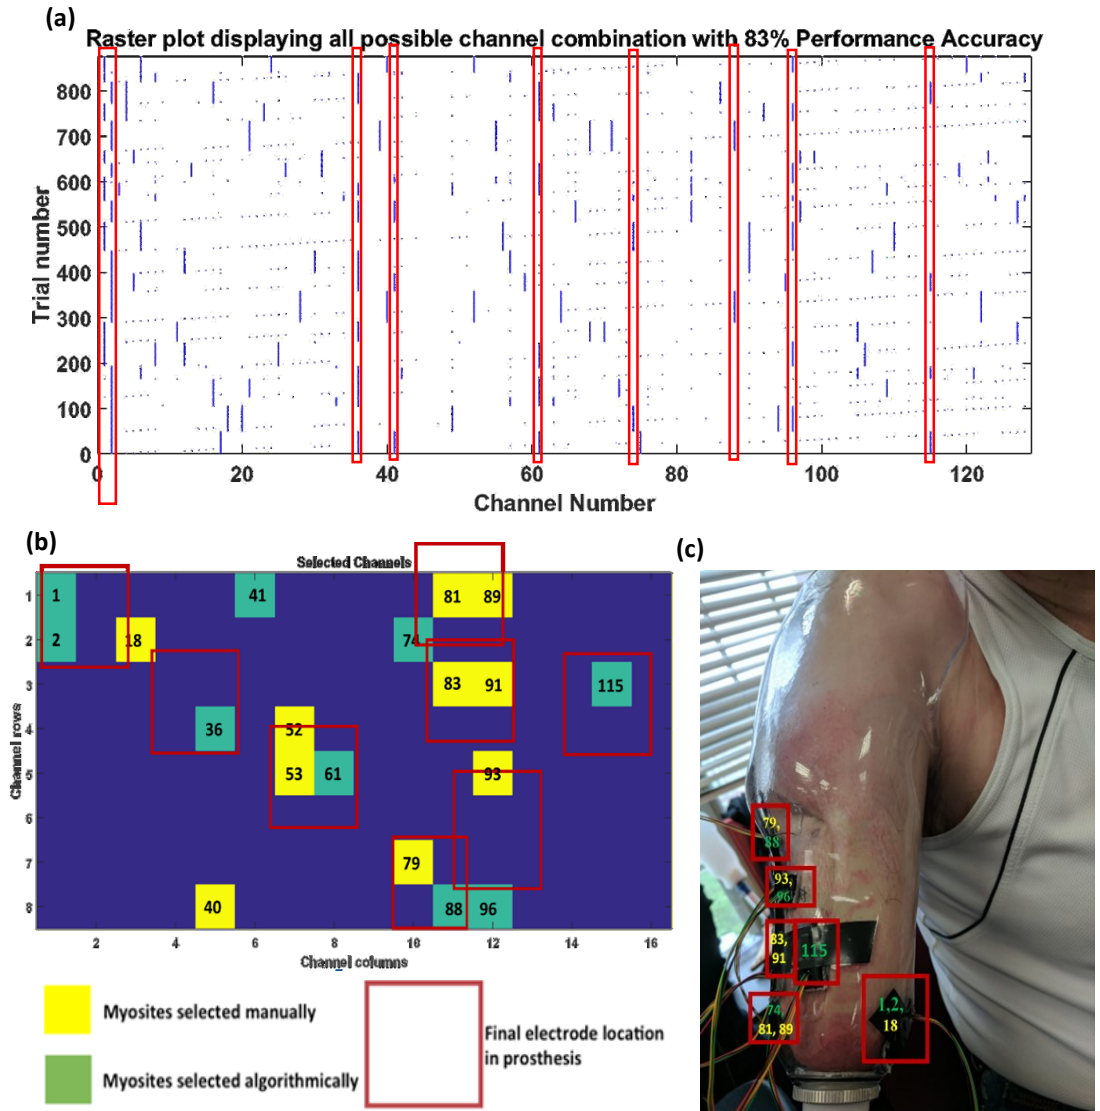 (a)
Raster plot displaying all possible channel combination with 83% Performance Accuracy
Trial number
800
700
600
500
400
300
200
100
0
0 20 40 60 80 100 120
Channel Number
(b)
Selected Channels
Channel rows
1 1 41 81 89
2 2 18 74
3 83 91 115
4 36 52
5 53 61 93
6
7 79
8 40 88 96
2 4 6 8 10 12 14 16
Channel columns
Myosites selected manually
Myosites selected algorithmically
Final electrode location
in prosthesis
(c)
79,
88
93,
96
83,
91
115
74,
81, 89
1,2,
18